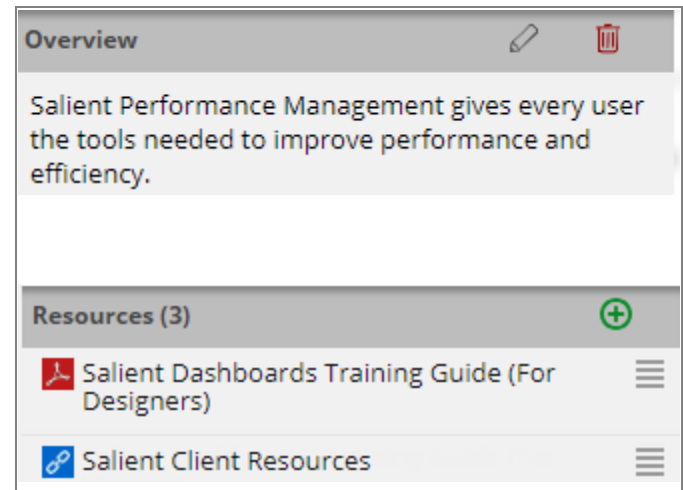 Overview
Salient Performance Management gives every user
the tools needed to improve performance and
efficiency.
Resources (3)
Salient Dashboards Training Guide (For
Designers)
Salient Client Resources